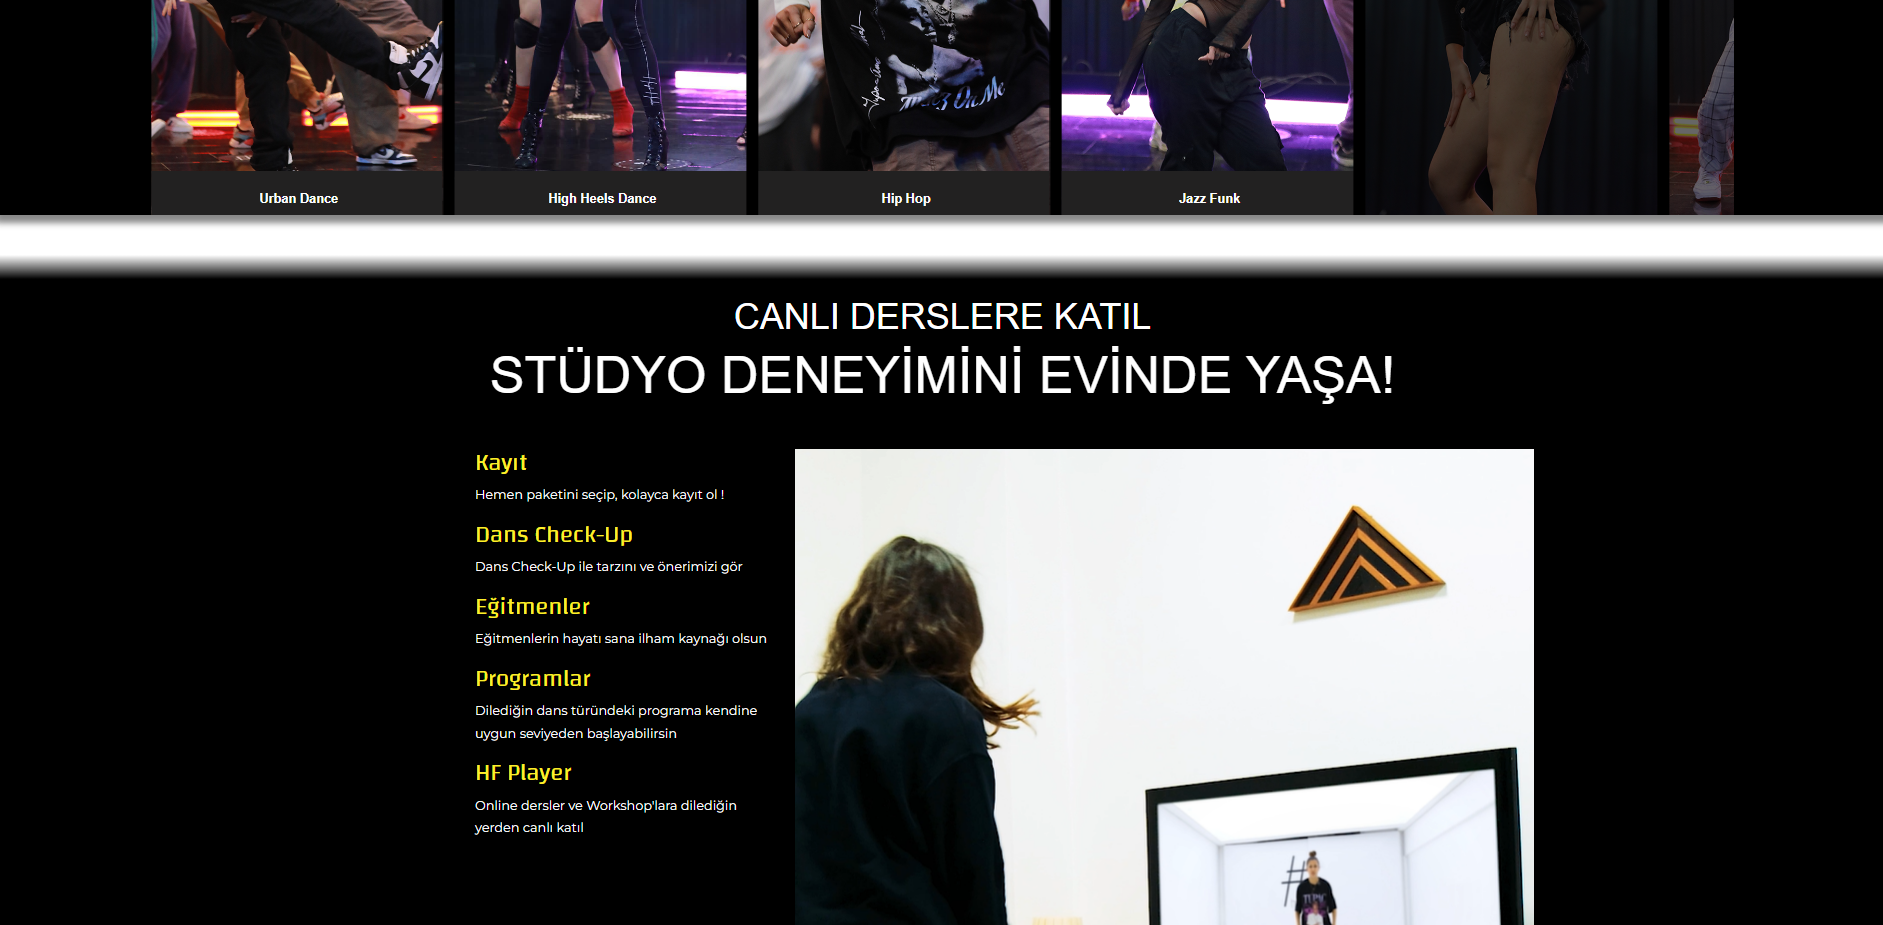 Urban Dance
High Heels Dance
Hip Hop
Jazz Funk
CANLI DERSLERE KATIL
STÜDYO DENEYİMİNİ EVİNDE YAŞA!
Kayıt
Hemen paketini seçip, kolayca kayıt ol !
Dans Check-Up
Dans Check-Up ile tarzını ve önerimizi gör
Eğitmenler
Eğitmenlerin hayatı sana ilham kaynağı olsun
Programlar
Dilediğin dans türündeki programa kendine
uygun seviyeden başlayabilirsin
HF Player
Online dersler ve Workshop'lara dilediğin
yerden canlı katıl
#